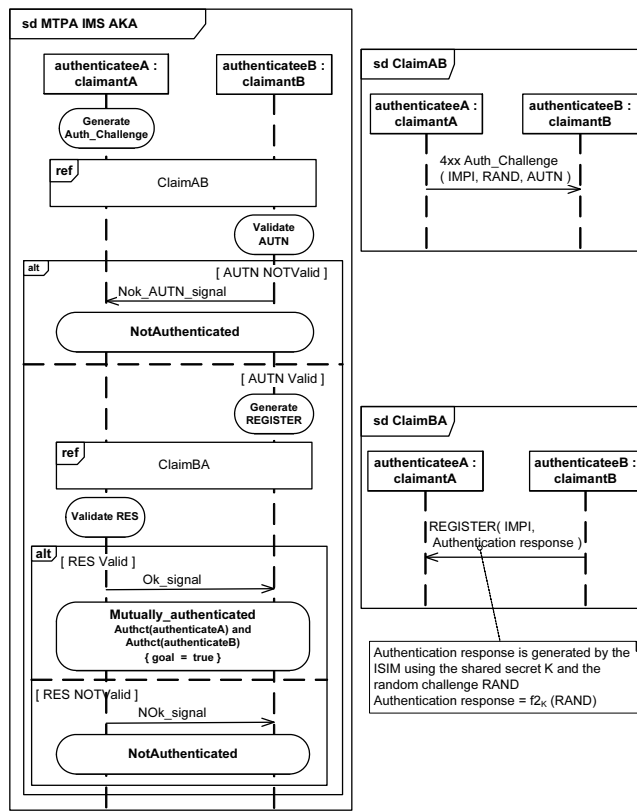 sd MTPA IMS AKA
authenticateeA :
claimantA
authenticateeB :
claimantB
Generate
Auth_Challenge
ref
ClaimAB
Validate
AUTN
alt
[ AUTN NOTValid ]
Nok_AUTN_signal
NotAuthenticated
[ AUTN Valid ]
Generate
REGISTER
ref
ClaimBA
Validate RES
alt
[ RES Valid ]
Ok_signal
Mutually_authenticated
Authct(authenticateA) and
Authct(authenticateB)
{ goal = true }
[ RES NOTValid ]
NOk_signal
NotAuthenticated
sd ClaimAB
authenticateeA :
claimantA
authenticateeB :
claimantB
4xx Auth_Challenge
( IMPI, RAND, AUTN )
sd ClaimBA
authenticateeA :
claimantA
authenticateeB :
claimantB
REGISTER( IMPI,
Authentication response )
Authentication response is generated by the
ISIM using the shared secret K and the
random challenge RAND
Authentication response = f2K (RAND)